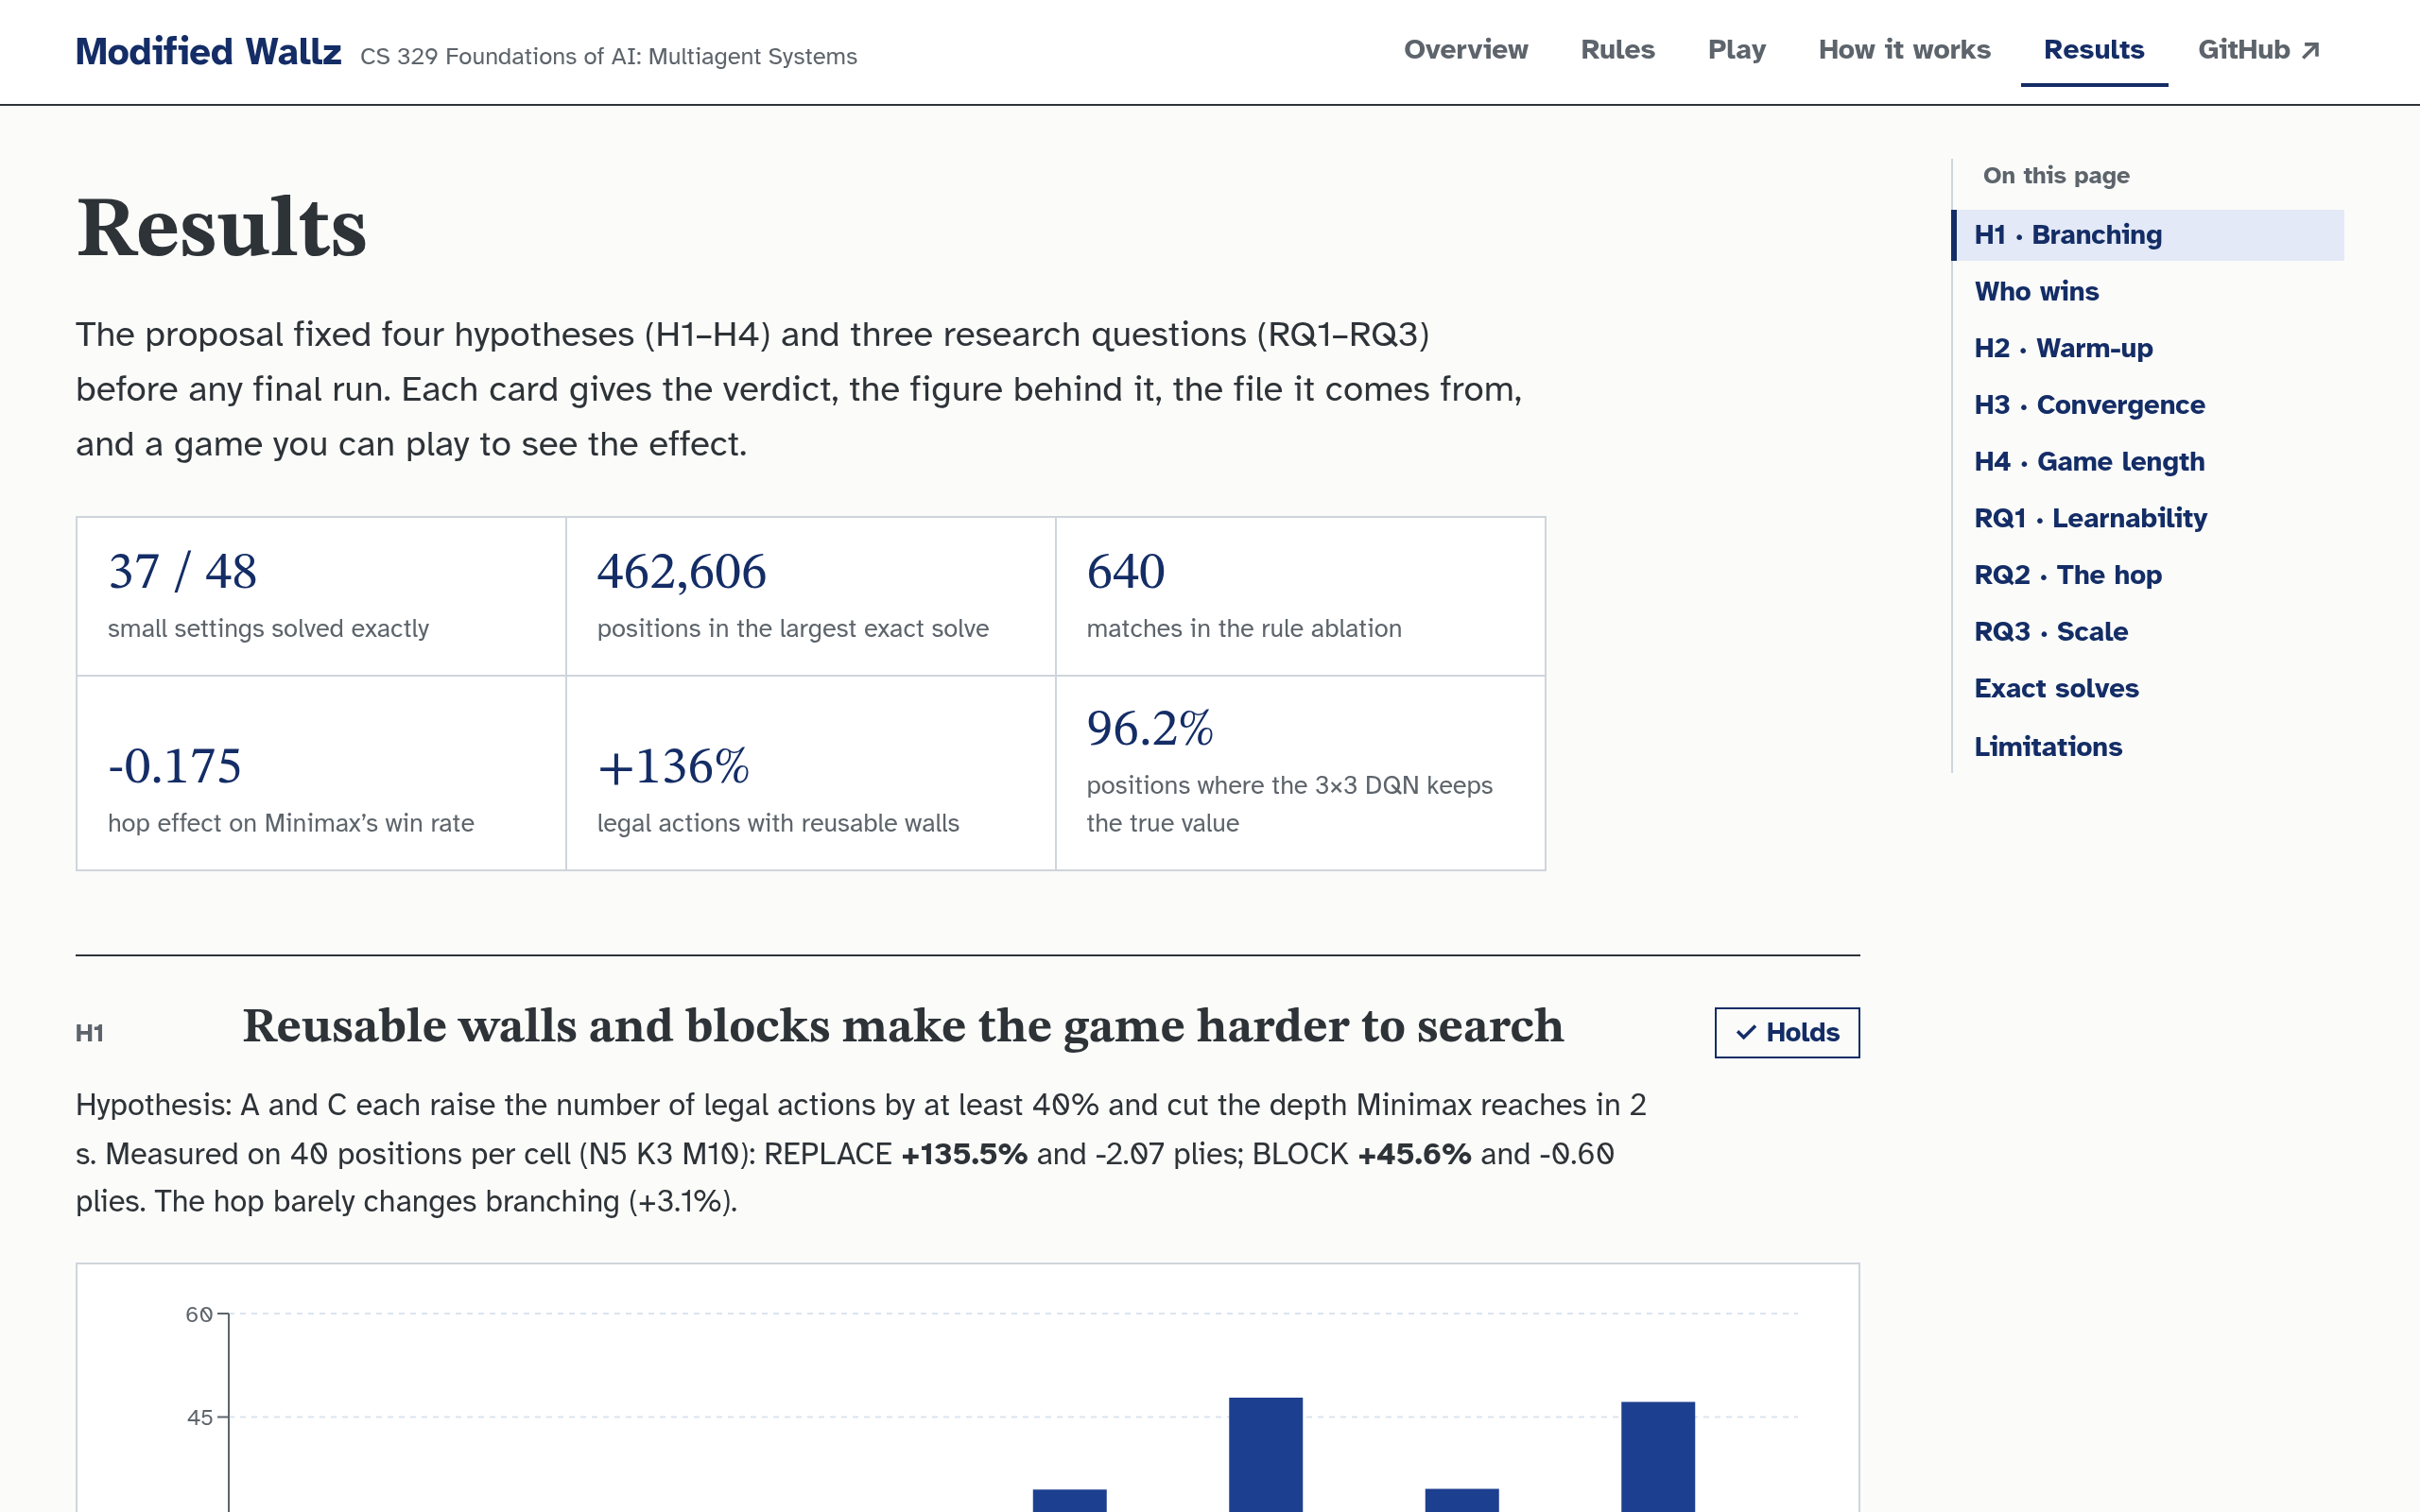 Modified Wallz CS 329 Foundations of AI: Multiagent Systems
Overview Rules Play How it works Results GitHub ↗
Results
The proposal fixed four hypotheses (H1–H4) and three research questions (RQ1–RQ3)
before any final run. Each card gives the verdict, the figure behind it, the file it comes from,
and a game you can play to see the effect.
37 / 48
small settings solved exactly
462,606
positions in the largest exact solve
640
matches in the rule ablation
-0.175
hop effect on Minimax’s win rate
+136%
legal actions with reusable walls
96.2%
positions where the 3×3 DQN keeps
the true value
On this page
H1 · Branching
Who wins
H2 · Warm-up
H3 · Convergence
H4 · Game length
RQ1 · Learnability
RQ2 · The hop
RQ3 · Scale
Exact solves
Limitations
H1 Reusable walls and blocks make the game harder to search ✓ Holds
Hypothesis: A and C each raise the number of legal actions by at least 40% and cut the depth Minimax reaches in 2
s. Measured on 40 positions per cell (N5 K3 M10): REPLACE +135.5% and -2.07 plies; BLOCK +45.6% and -0.60
plies. The hop barely changes branching (+3.1%).
60
45